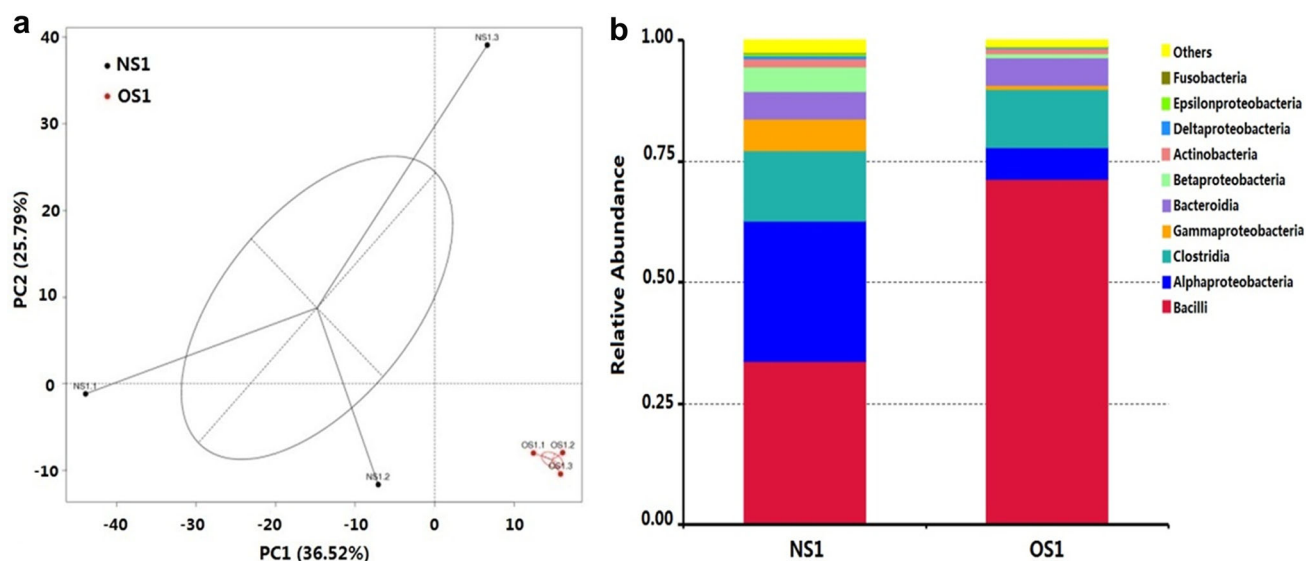 a
40
30
20
10
0
-10
PC2 (25.79%)
NS1
OS1
NS1.3
NS1.1
NS1.2
OS1.1
OS1.2
OS1.3
-40
-30
-20
-10
0
10
PC1 (36.52%)
b
1.00
0.75
0.50
0.25
0.00
Relative Abundance
NS1
OS1
Others
Fusobacteria
Epsilonproteobacteria
Deltaproteobacteria
Actinobacteria
Betaproteobacteria
Bacteroidia
Gammaproteobacteria
Clostridia
Alphaproteobacteria
Bacilli